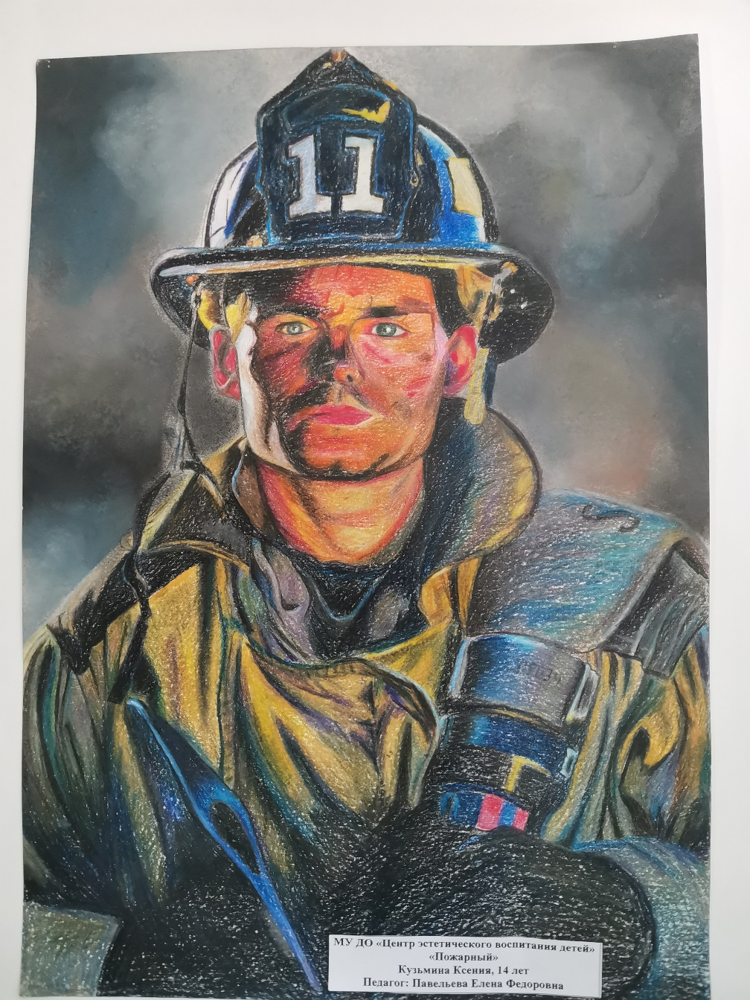 11
МУ ДО «Центр эстетического воспитания детей»
«Пожарный»
Кузьмина Ксения, 14 лет
Педагог: Павельева Елена Федоровна